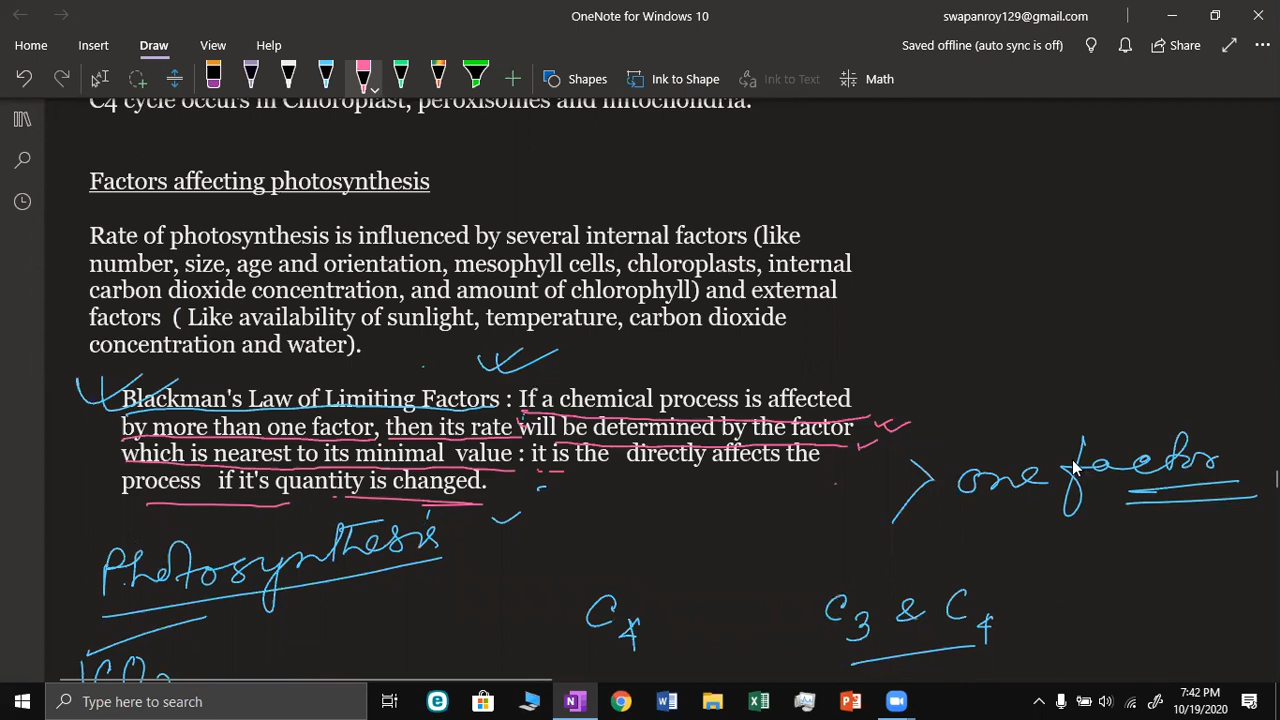 OneNote for Windows 10
swapanroy129@gmail.com
Home Insert Draw View Help
Saved offline (auto sync is off)
Share
Shapes
Ink to Shape
Ink to Text
Math
C4 cycle occurs in Chloroplast, peroxisomes and mitochondria.
Factors affecting photosynthesis
Rate of photosynthesis is influenced by several internal factors (like
number, size, age and orientation, mesophyll cells, chloroplasts, internal
carbon dioxide concentration, and amount of chlorophyll) and external
factors ( Like availability of sunlight, temperature, carbon dioxide
concentration and water).
Blackman's Law of Limiting Factors : If a chemical process is affected
by more than one factor, then its rate will be determined by the factor
which is nearest to its minimal value : it is the directly affects the
process if it's quantity is changed.
> one factor
Photosynthesis
C4
C3 & C4
CO2
Type here to search
7:42 PM
10/19/2020